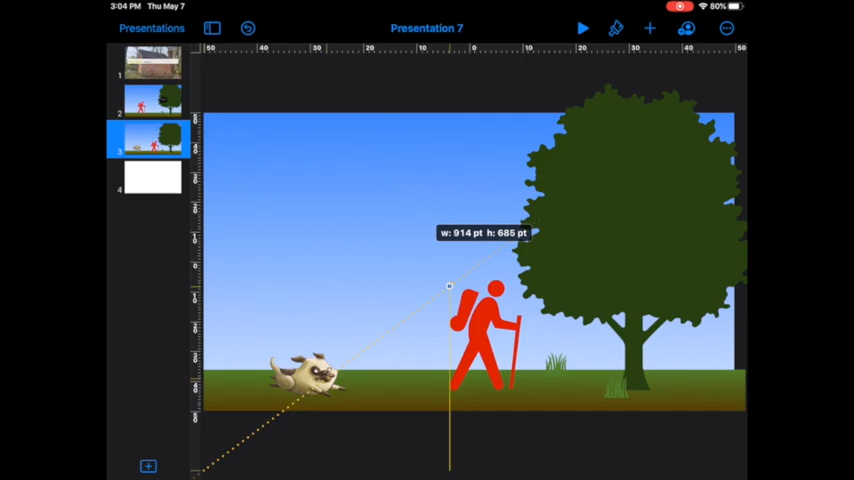 3:04 PM Thu May 7
80%
Presentations
Presentation 7
50 40 30 20 10 0 10 20 30 40 50
1
2
3
4
w: 914 pt h: 685 pt